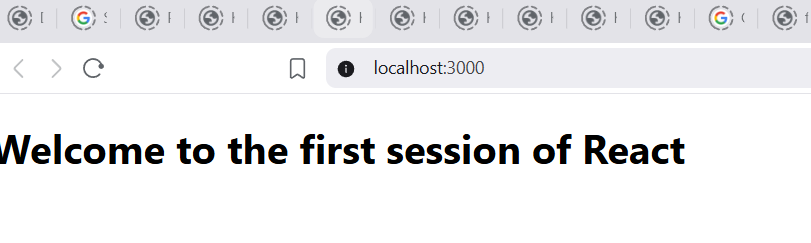 localhost:3000
Welcome to the first session of React